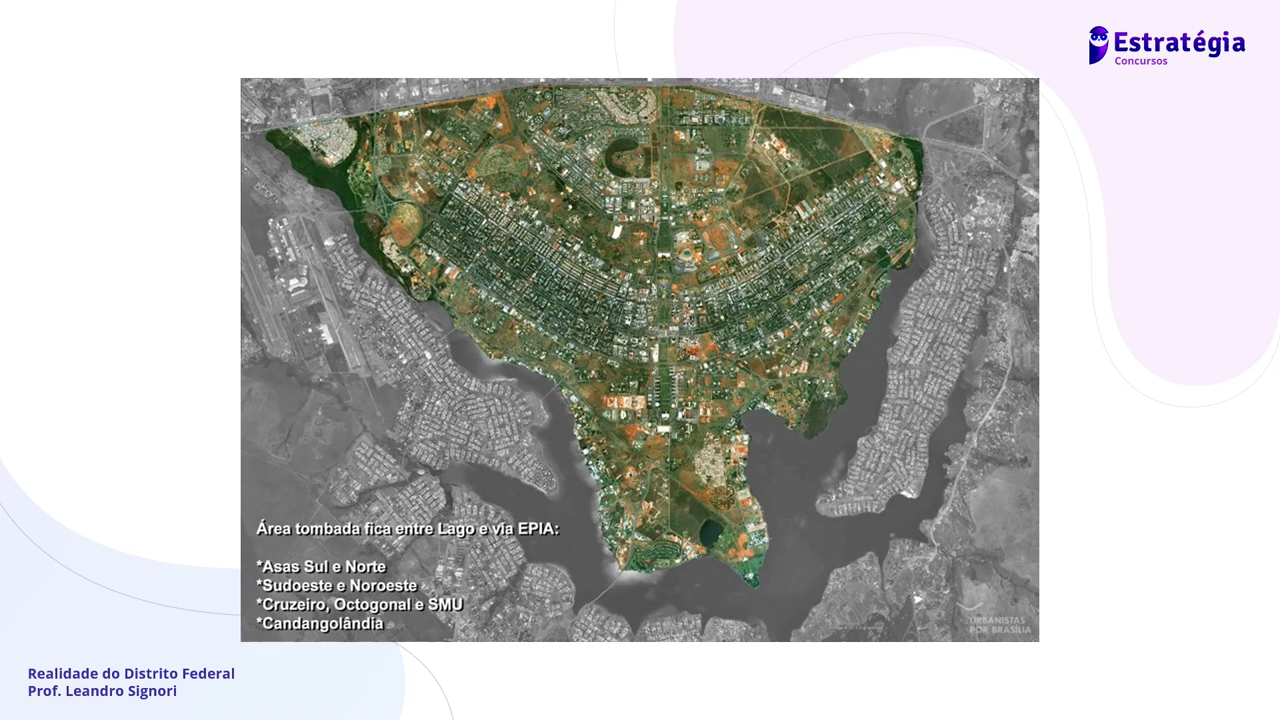 Estratégia
Concursos
Área tombada fica entre Lago e via EPIA:
*Asas Sul e Norte
*Sudoeste e Noroeste
*Cruzeiro, Octogonal e SMU
*Candangolândia
URBANISTAS
POR BRASÍLIA
Realidade do Distrito Federal
Prof. Leandro Signori